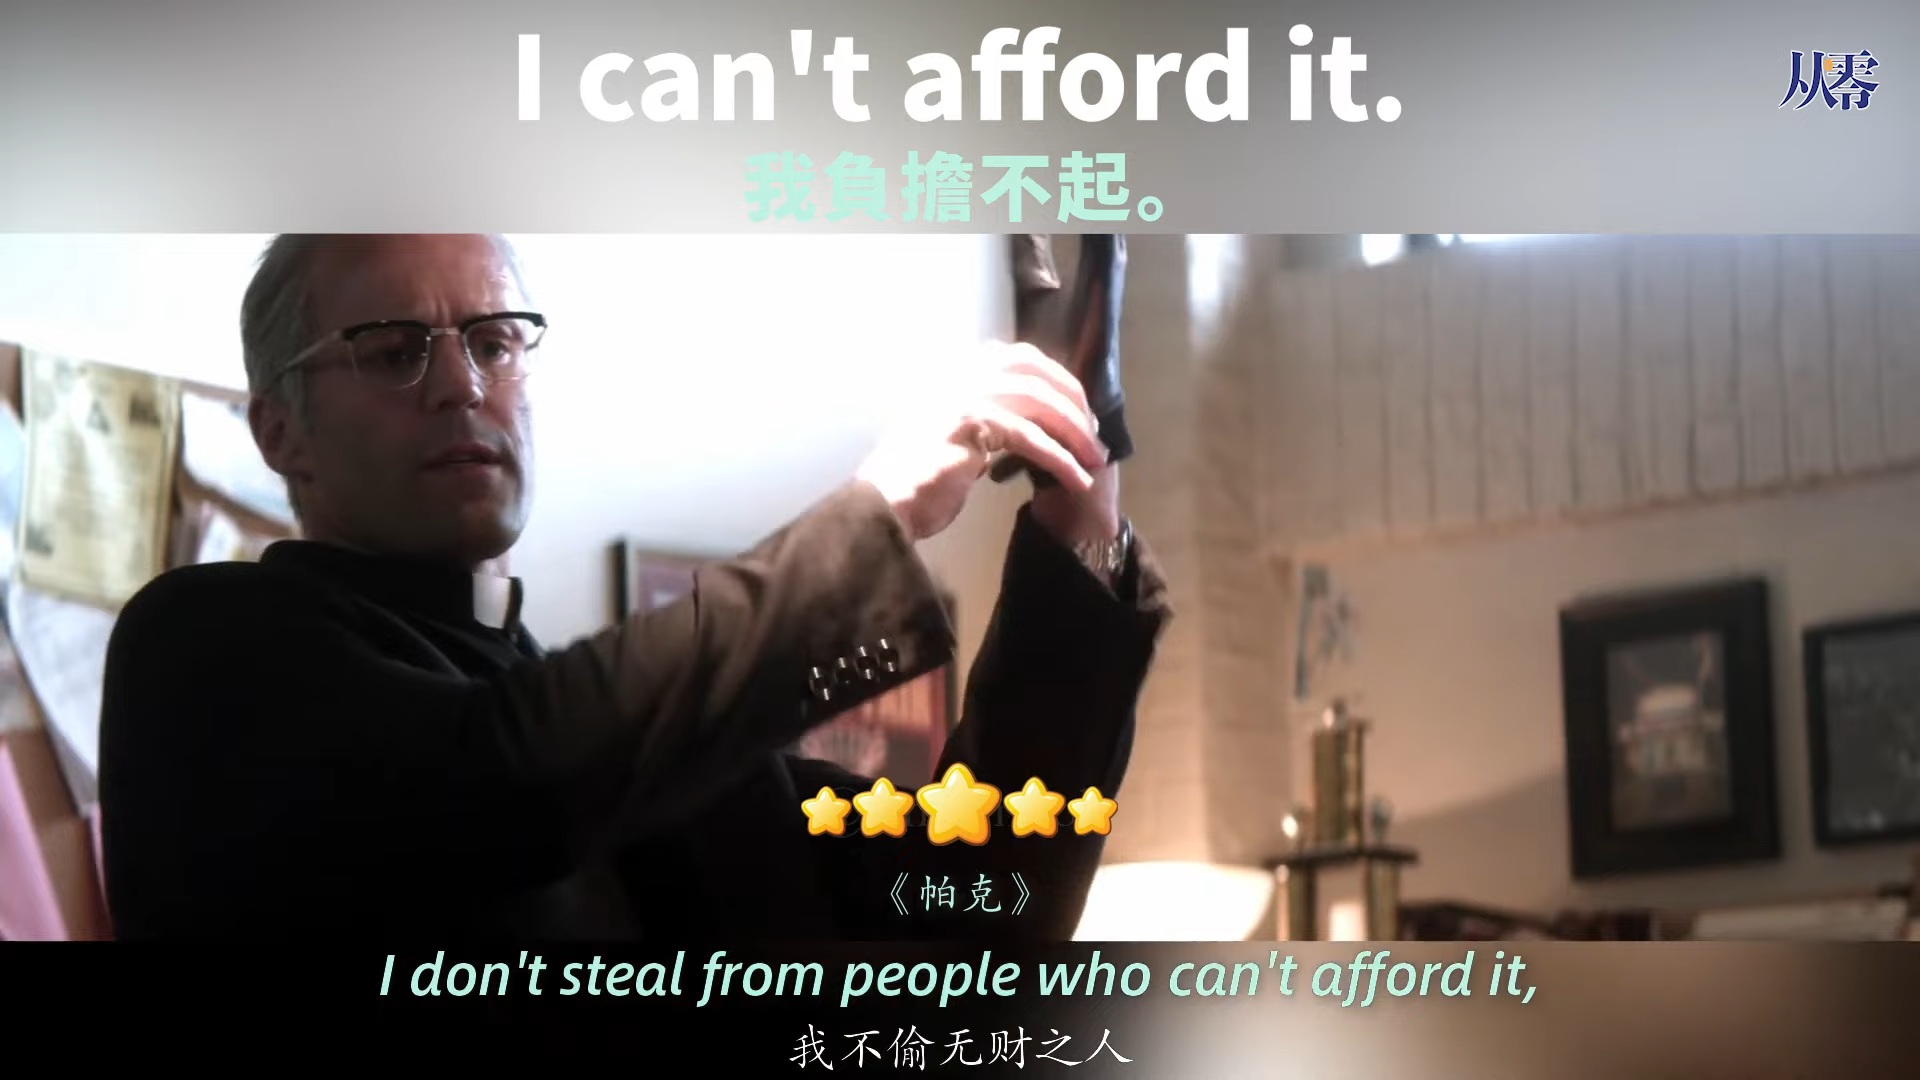 I can't afford it.
从零
我負擔不起。
《帕克》
I don't steal from people who can't afford it,
我不偷无财之人